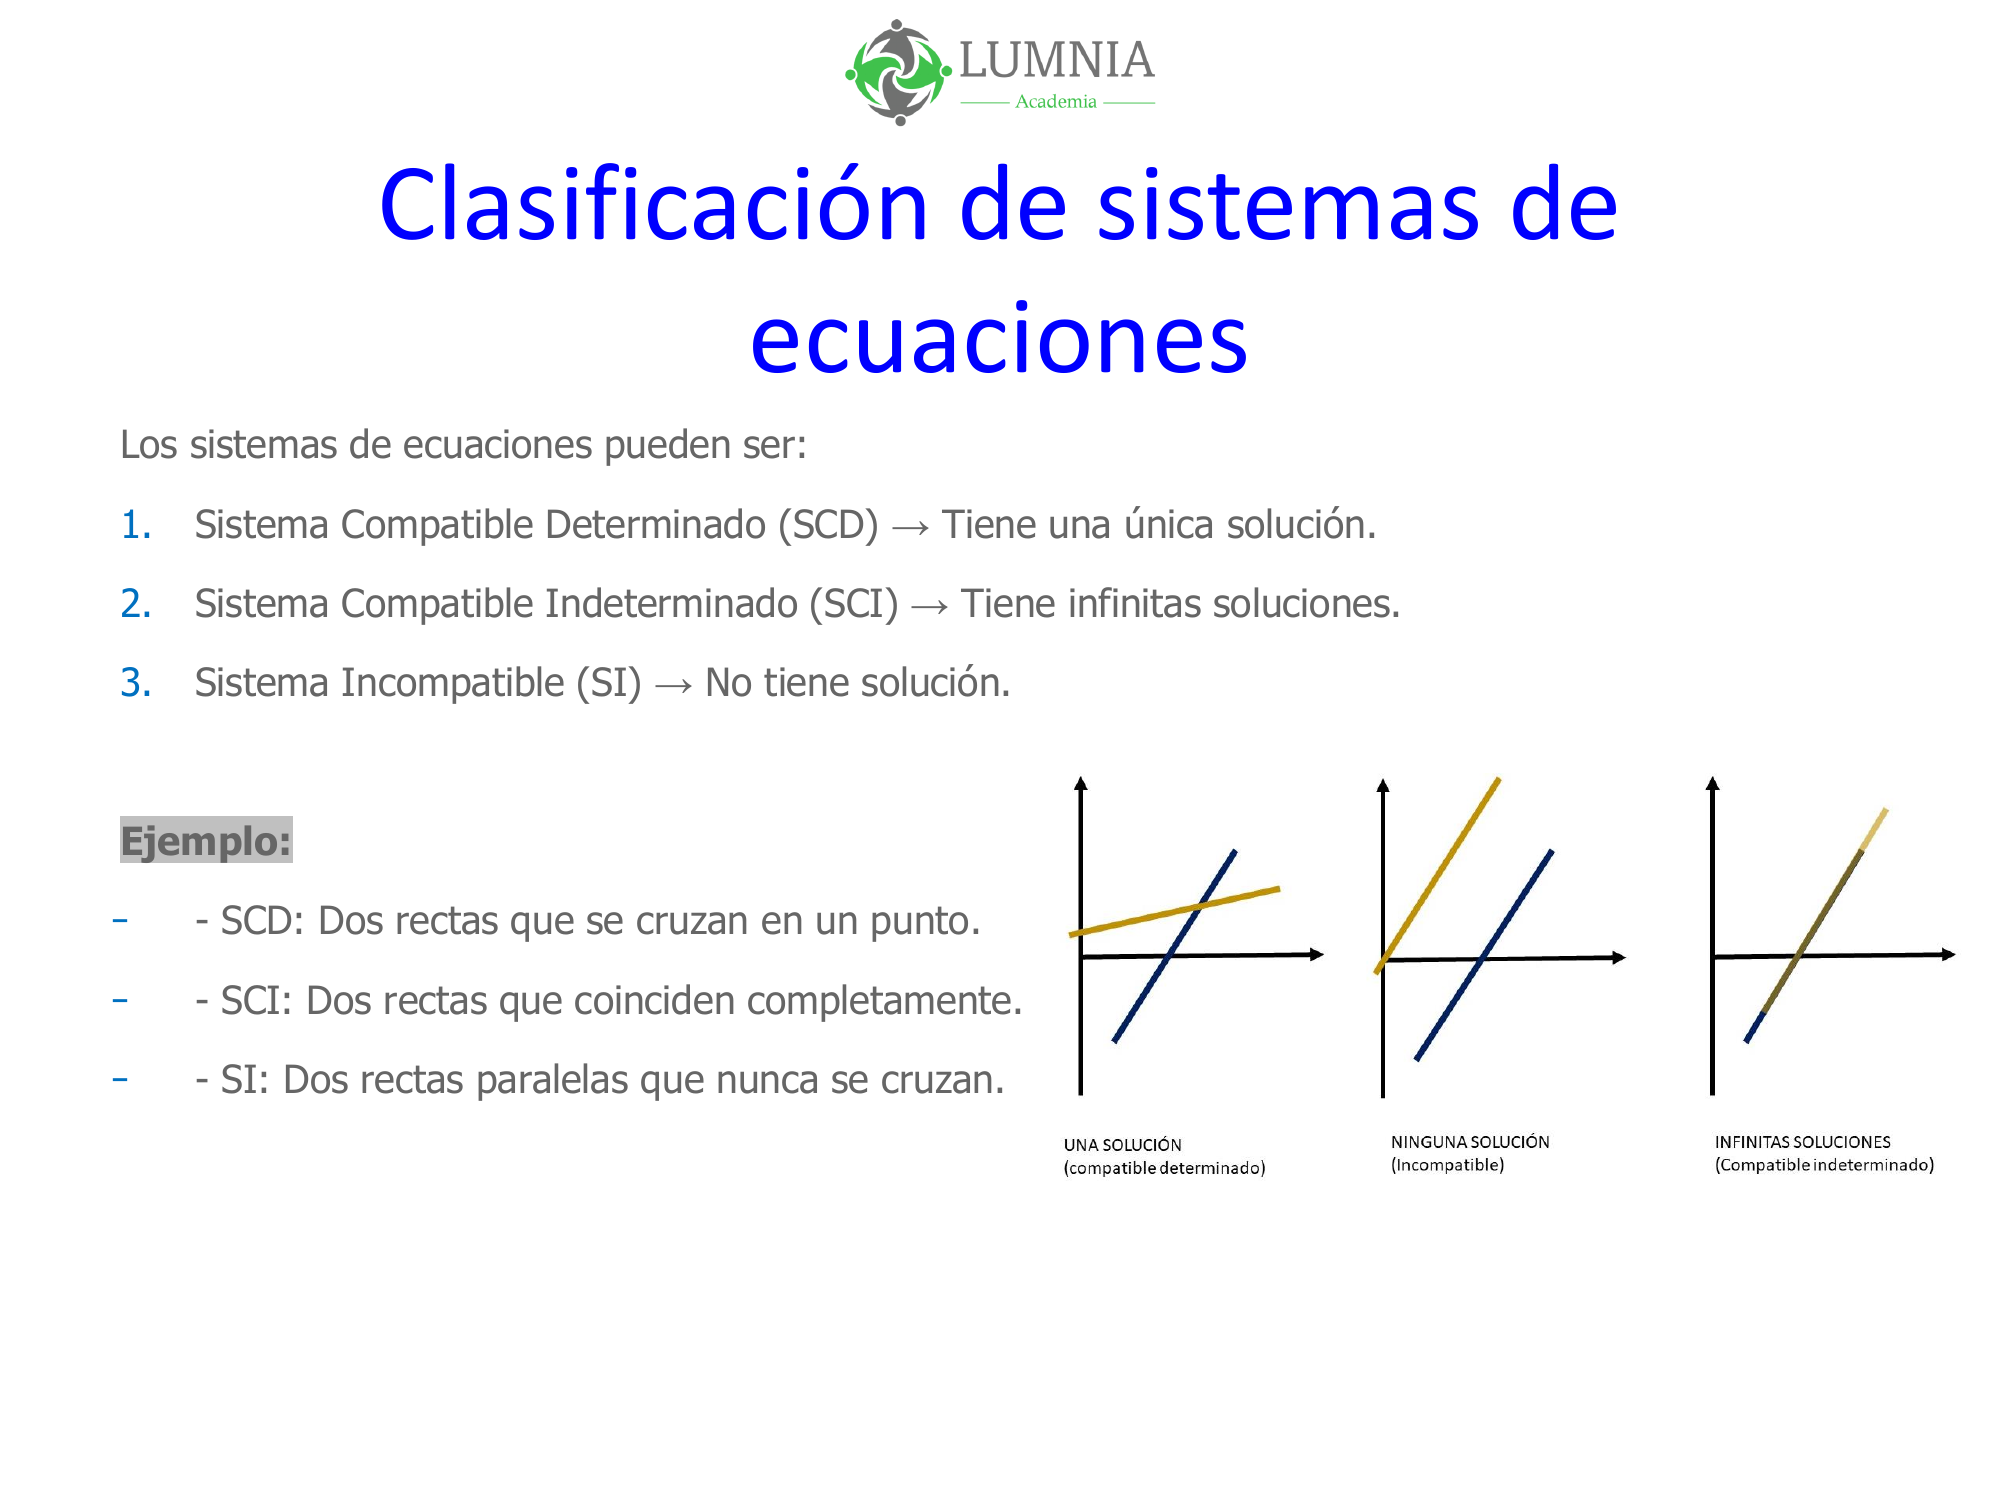 LUMNIA
Academia
Clasificación de sistemas de
ecuaciones
Los sistemas de ecuaciones pueden ser:
1. Sistema Compatible Determinado (SCD) → Tiene una única solución.
2. Sistema Compatible Indeterminado (SCI) → Tiene infinitas soluciones.
3. Sistema Incompatible (SI) → No tiene solución.
Ejemplo:
– - SCD: Dos rectas que se cruzan en un punto.
– - SCI: Dos rectas que coinciden completamente.
– - SI: Dos rectas paralelas que nunca se cruzan.
UNA SOLUCIÓN
(compatible determinado)
NINGUNA SOLUCIÓN
(Incompatible)
INFINITAS SOLUCIONES
(Compatible indeterminado)